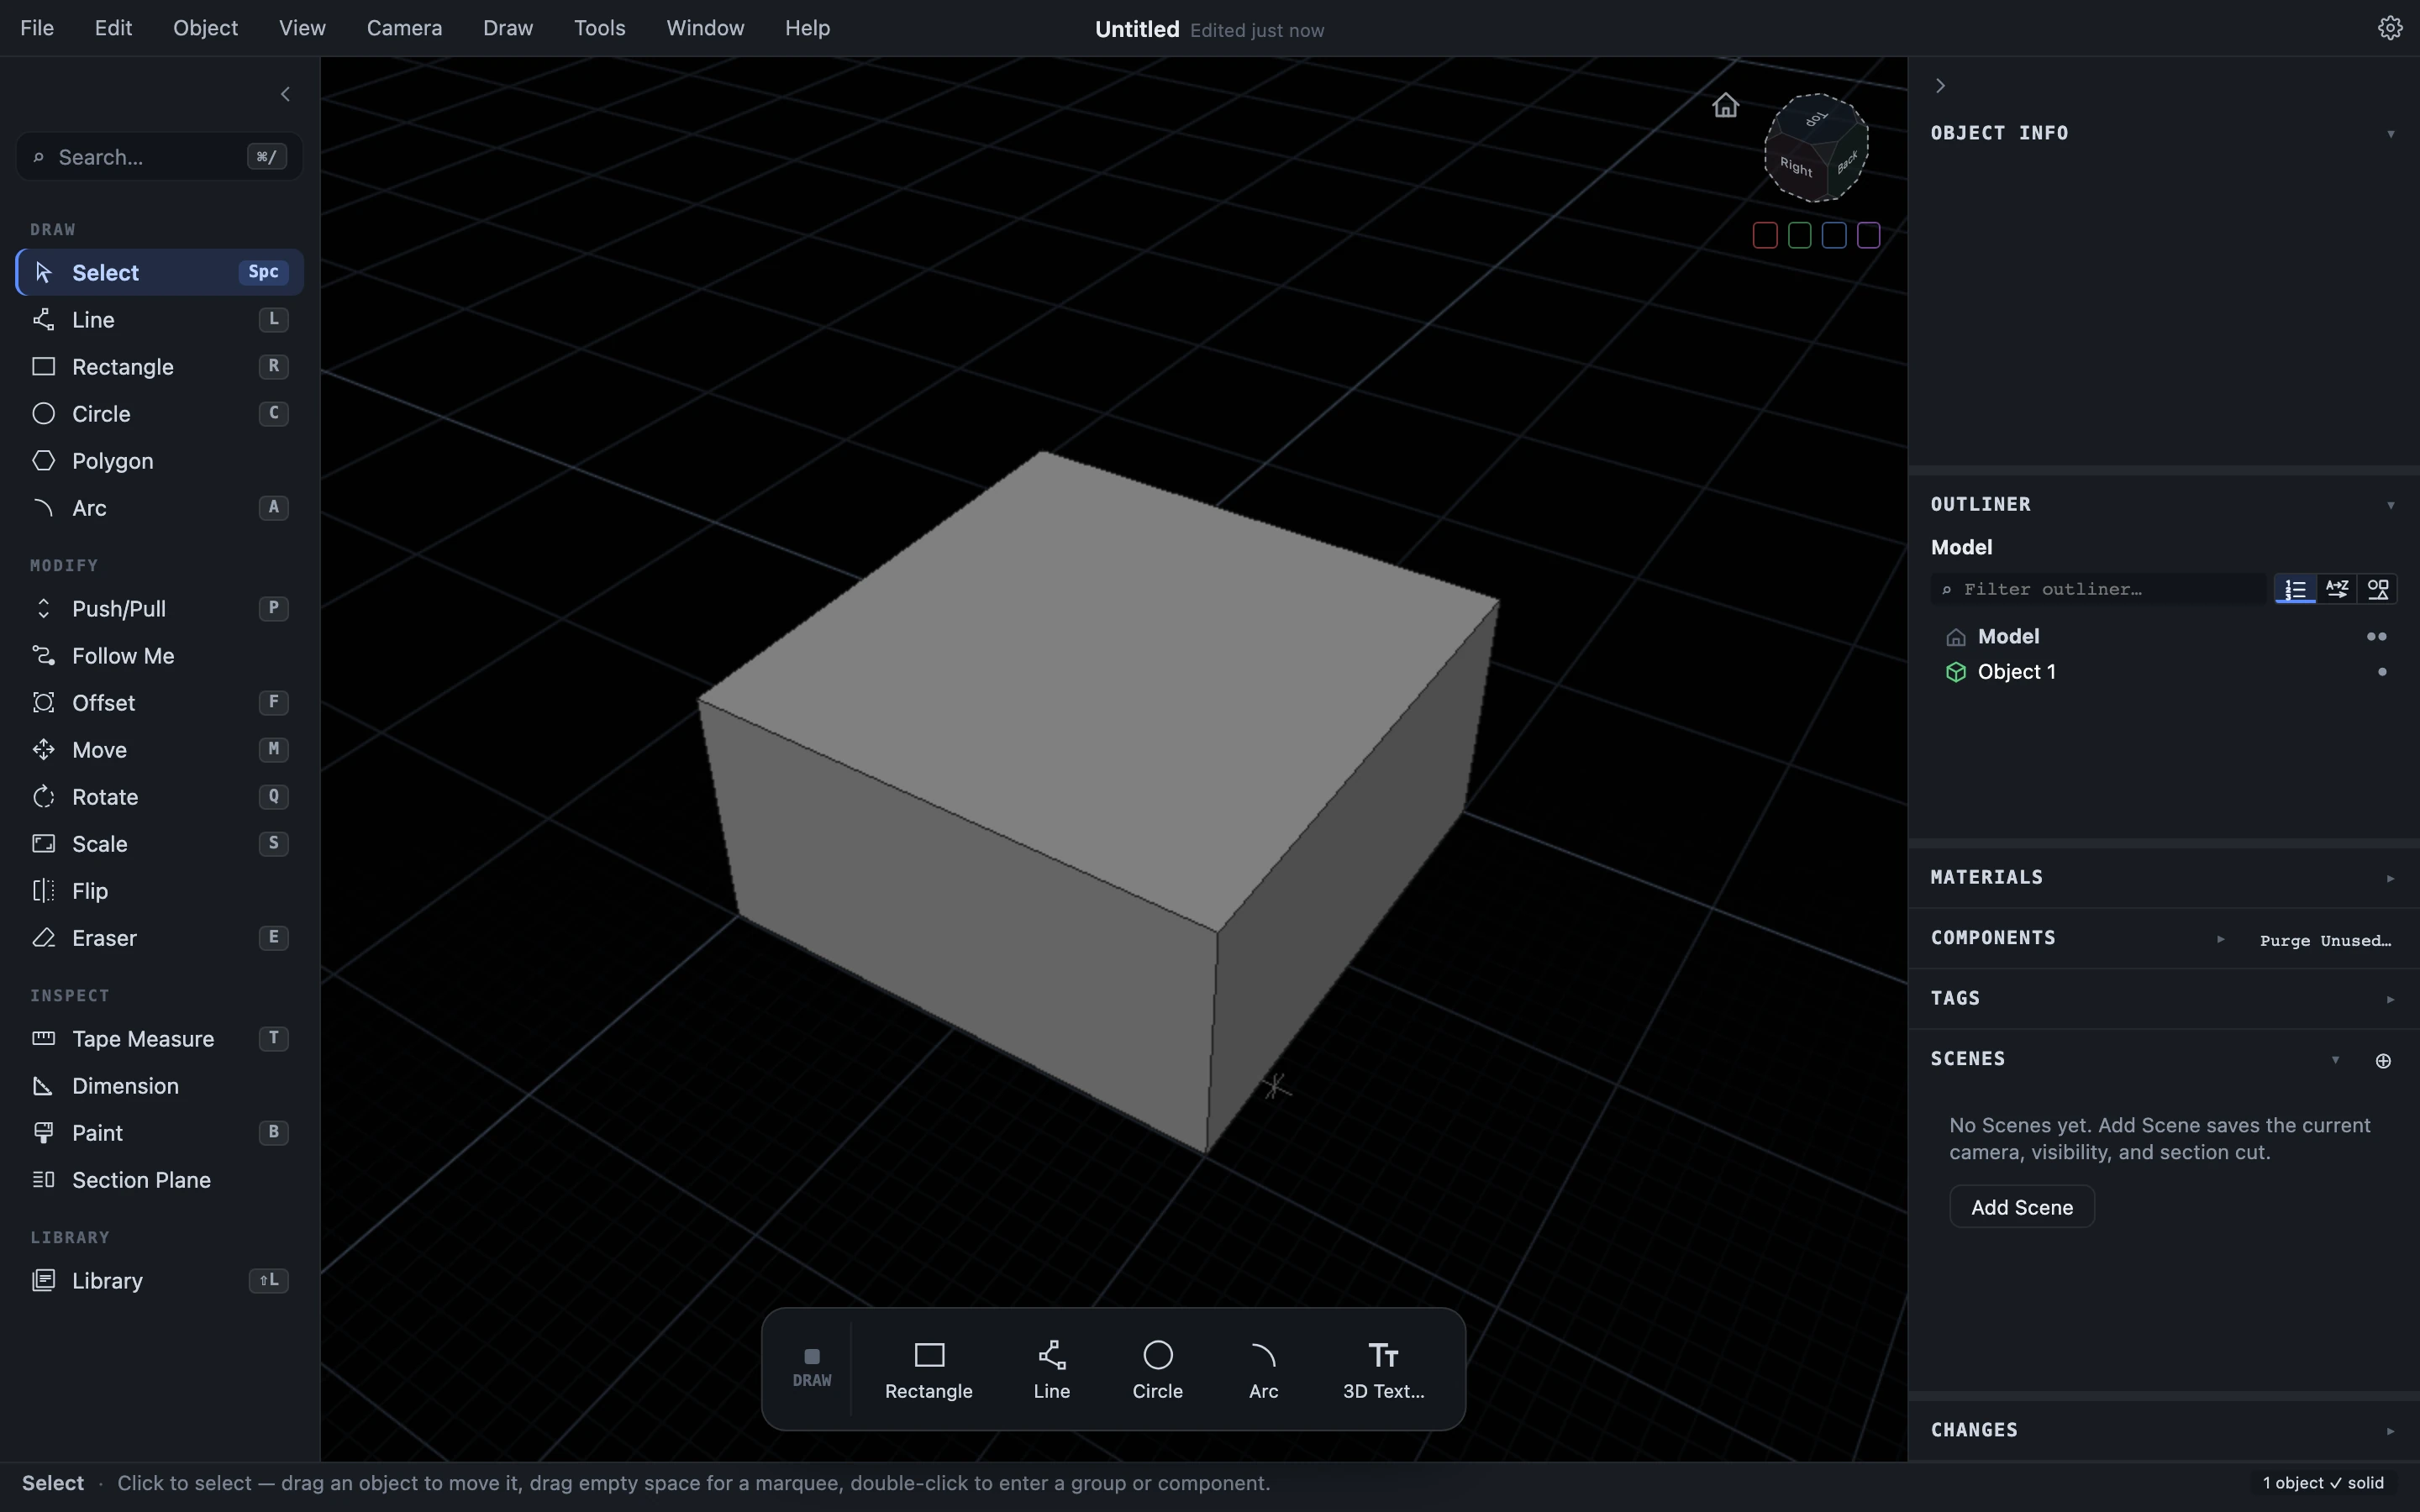 File Edit Object View Camera Draw Tools Window Help
Untitled Edited just now
Search... ⌘/
DRAW
Select Spc
Line L
Rectangle R
Circle C
Polygon
Arc A
MODIFY
Push/Pull P
Follow Me
Offset F
Move M
Rotate Q
Scale S
Flip
Eraser E
INSPECT
Tape Measure T
Dimension
Paint B
Section Plane
LIBRARY
Library ⇧L
Top
Right
Back
DRAW
Rectangle
Line
Circle
Arc
3D Text...
OBJECT INFO
OUTLINER
Model
Filter outliner…
A→Z
Model
Object 1
MATERIALS
COMPONENTS Purge Unused…
TAGS
SCENES
No Scenes yet. Add Scene saves the current
camera, visibility, and section cut.
Add Scene
CHANGES
Select · Click to select — drag an object to move it, drag empty space for a marquee, double-click to enter a group or component.
1 object ✓ solid